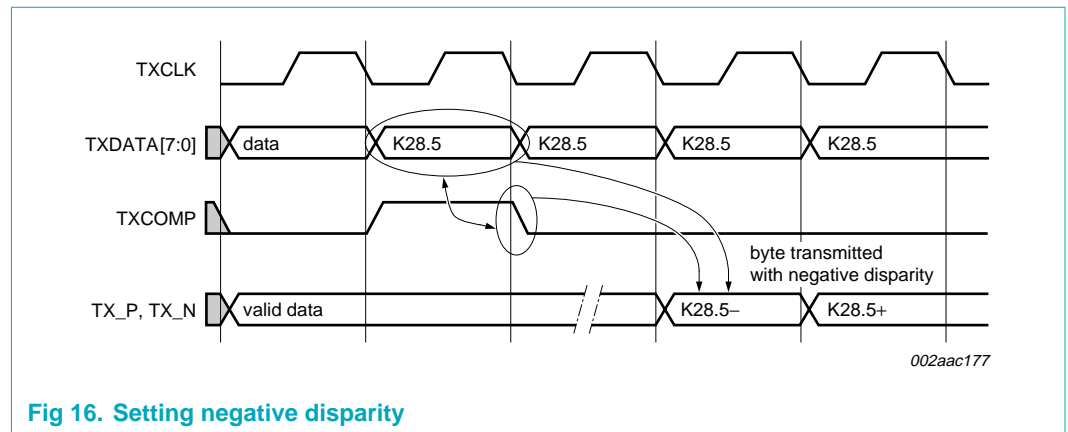 TXCLK
TXDATA[7:0] data K28.5 K28.5 K28.5 K28.5
TXCOMP
byte transmitted
with negative disparity
TX_P, TX_N valid data K28.5− K28.5+
002aac177
Fig 16. Setting negative disparity